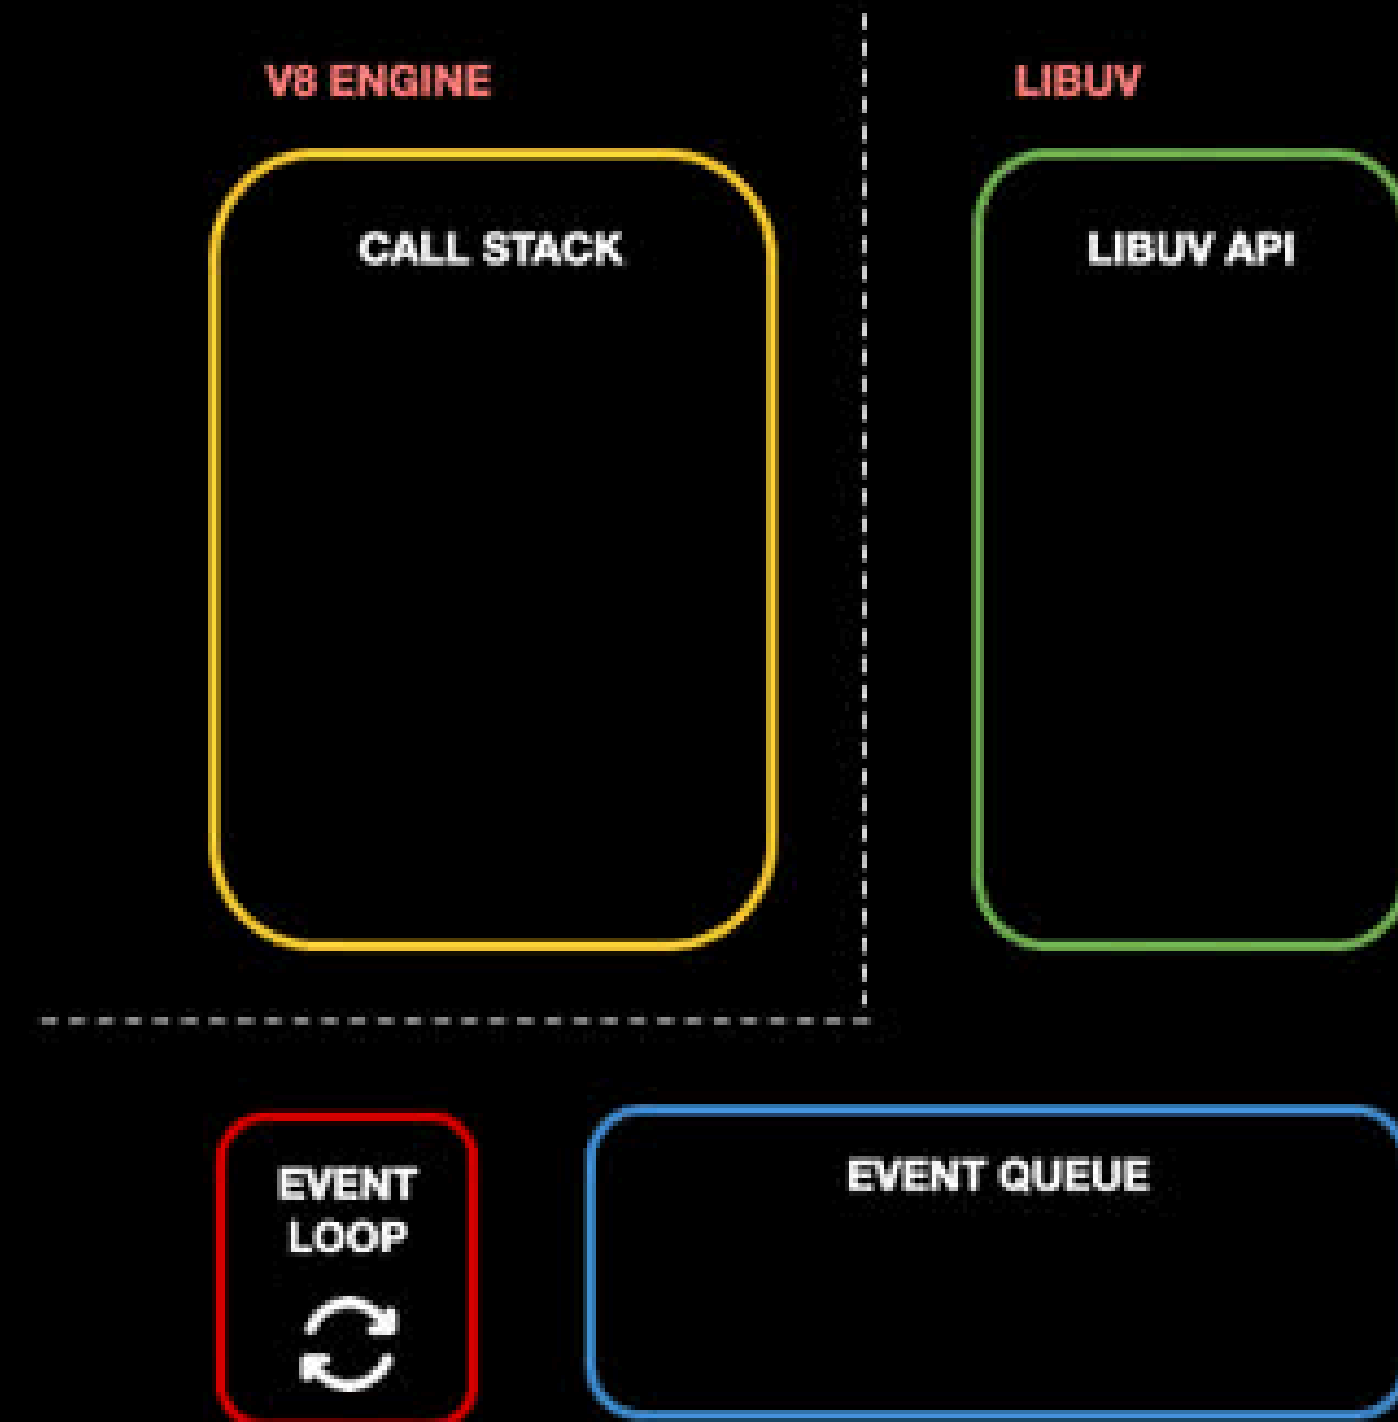 V8 ENGINE
LIBUV
CALL STACK
LIBUV API
EVENT
LOOP
EVENT QUEUE